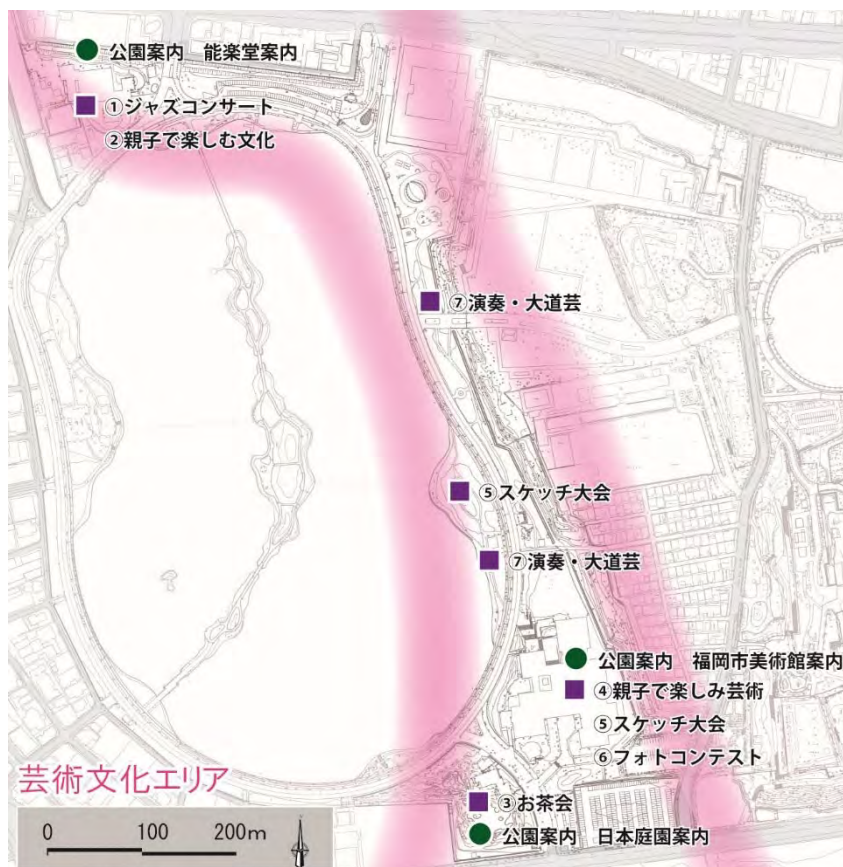 公園案内 能楽堂案内
①ジャズコンサート
②親子で楽しむ文化
⑦演奏・大道芸
⑤スケッチ大会
⑦演奏・大道芸
公園案内 福岡市美術館案内
④親子で楽しみ芸術
⑤スケッチ大会
⑥フォトコンテスト
芸術文化エリア
③お茶会
公園案内 日本庭園案内
0 100 200m